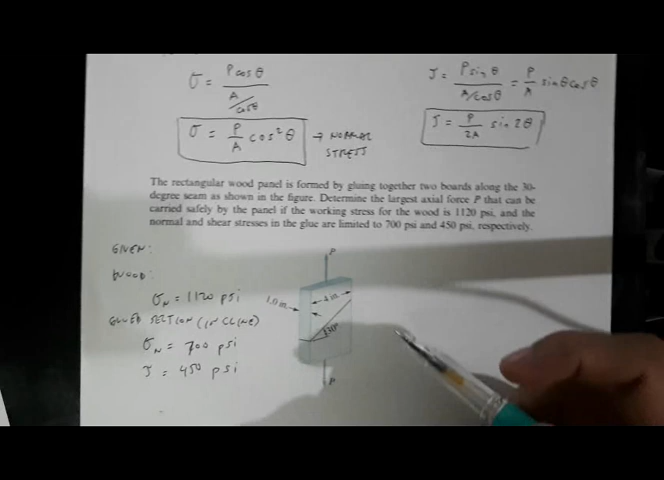 σ = P cos θ / (A / cos θ)
τ = P sin θ / (A / cos θ) = P/A sin θ cos θ
σ = P/A cos² θ → NORMAL STRESS
τ = P/2A sin 2θ
The rectangular wood panel is formed by gluing together two boards along the 30-
degree seam as shown in the figure. Determine the largest axial force P that can be
carried safely by the panel if the working stress for the wood is 1120 psi, and the
normal and shear stresses in the glue are limited to 700 psi and 450 psi, respectively.
GIVEN:
WOOD:
σN = 1120 psi
GLUED SECTION (INCLINE)
σN = 700 psi
τ = 450 psi
P
1.0 in.
4 in.
30°
P